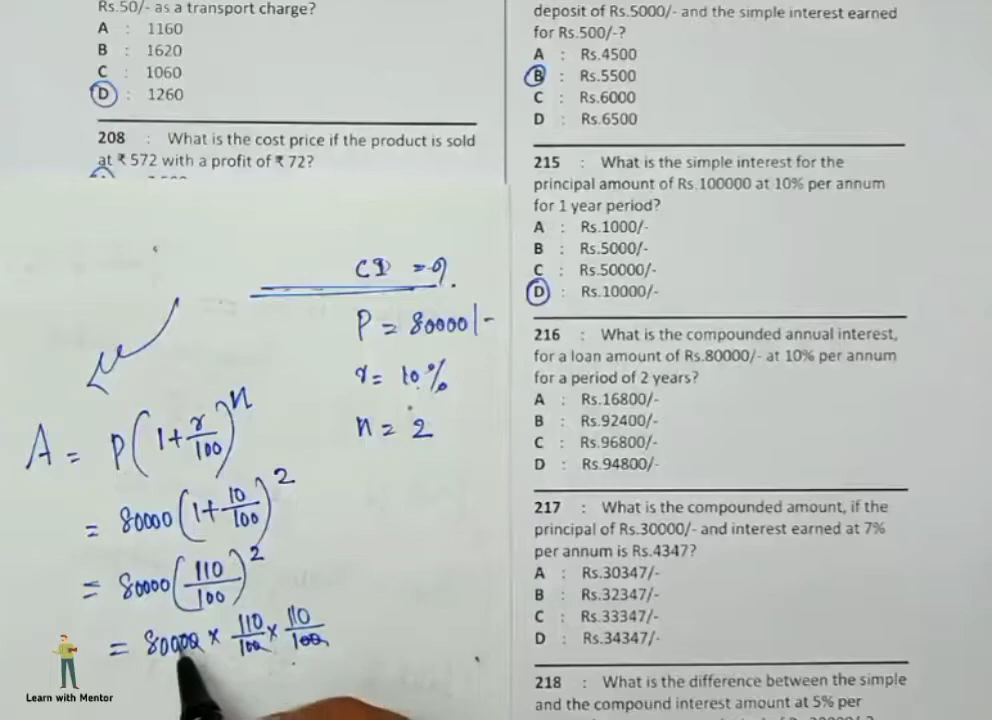 Rs.50/- as a transport charge?
A : 1160
B : 1620
C : 1060
D : 1260
208 : What is the cost price if the product is sold
at ₹ 572 with a profit of ₹ 72?
CI = ?
P = 80000/-
r = 10%
n = 2
A = P(1+r/100)^n
= 80000(1+10/100)^2
= 80000(110/100)^2
= 80000 × 110/100 × 110/100
Learn with Mentor
deposit of Rs.5000/- and the simple interest earned
for Rs.500/-?
A : Rs.4500
B : Rs.5500
C : Rs.6000
D : Rs.6500
215 : What is the simple interest for the
principal amount of Rs.100000 at 10% per annum
for 1 year period?
A : Rs.1000/-
B : Rs.5000/-
C : Rs.50000/-
D : Rs.10000/-
216 : What is the compounded annual interest,
for a loan amount of Rs.80000/- at 10% per annum
for a period of 2 years?
A : Rs.16800/-
B : Rs.92400/-
C : Rs.96800/-
D : Rs.94800/-
217 : What is the compounded amount, if the
principal of Rs.30000/- and interest earned at 7%
per annum is Rs.4347?
A : Rs.30347/-
B : Rs.32347/-
C : Rs.33347/-
D : Rs.34347/-
218 : What is the difference between the simple
and the compound interest amount at 5% per